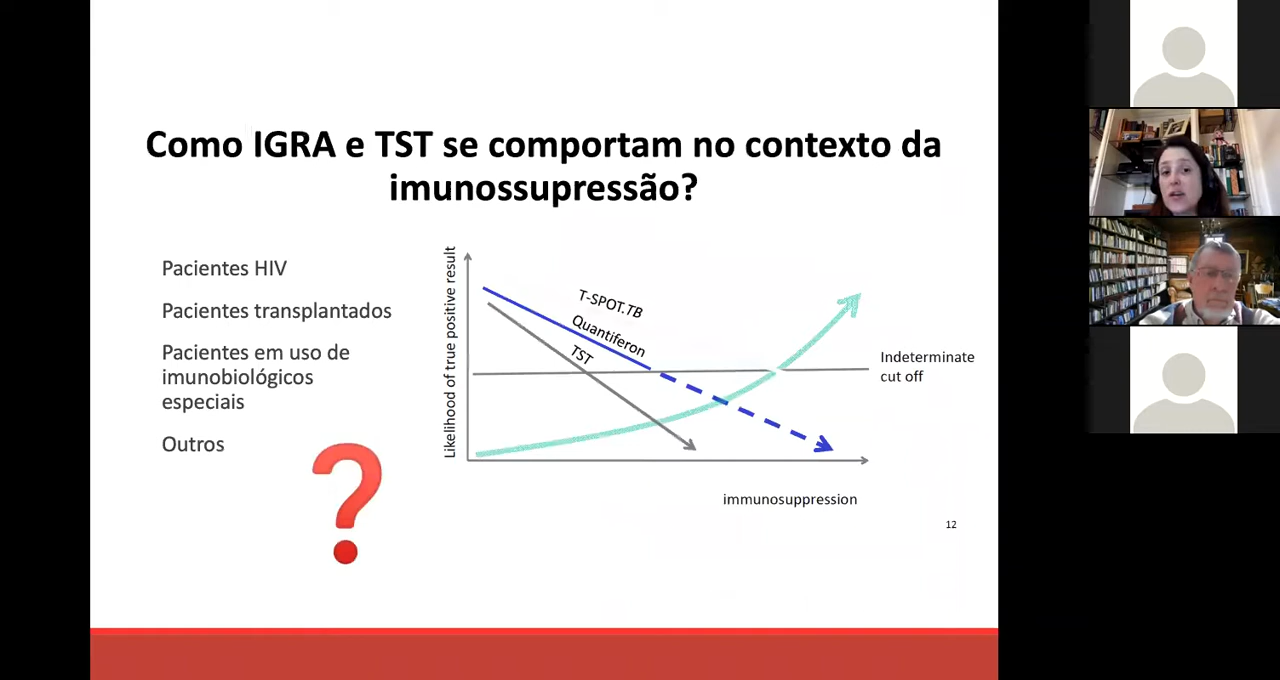 Como IGRA e TST se comportam no contexto da
imunossupressão?
Pacientes HIV
Pacientes transplantados
Pacientes em uso de
imunobiológicos
especiais
Outros
?
Likelihood of true positive result
T-SPOT.TB
Quantiferon
TST
Indeterminate
cut off
immunosuppression
12